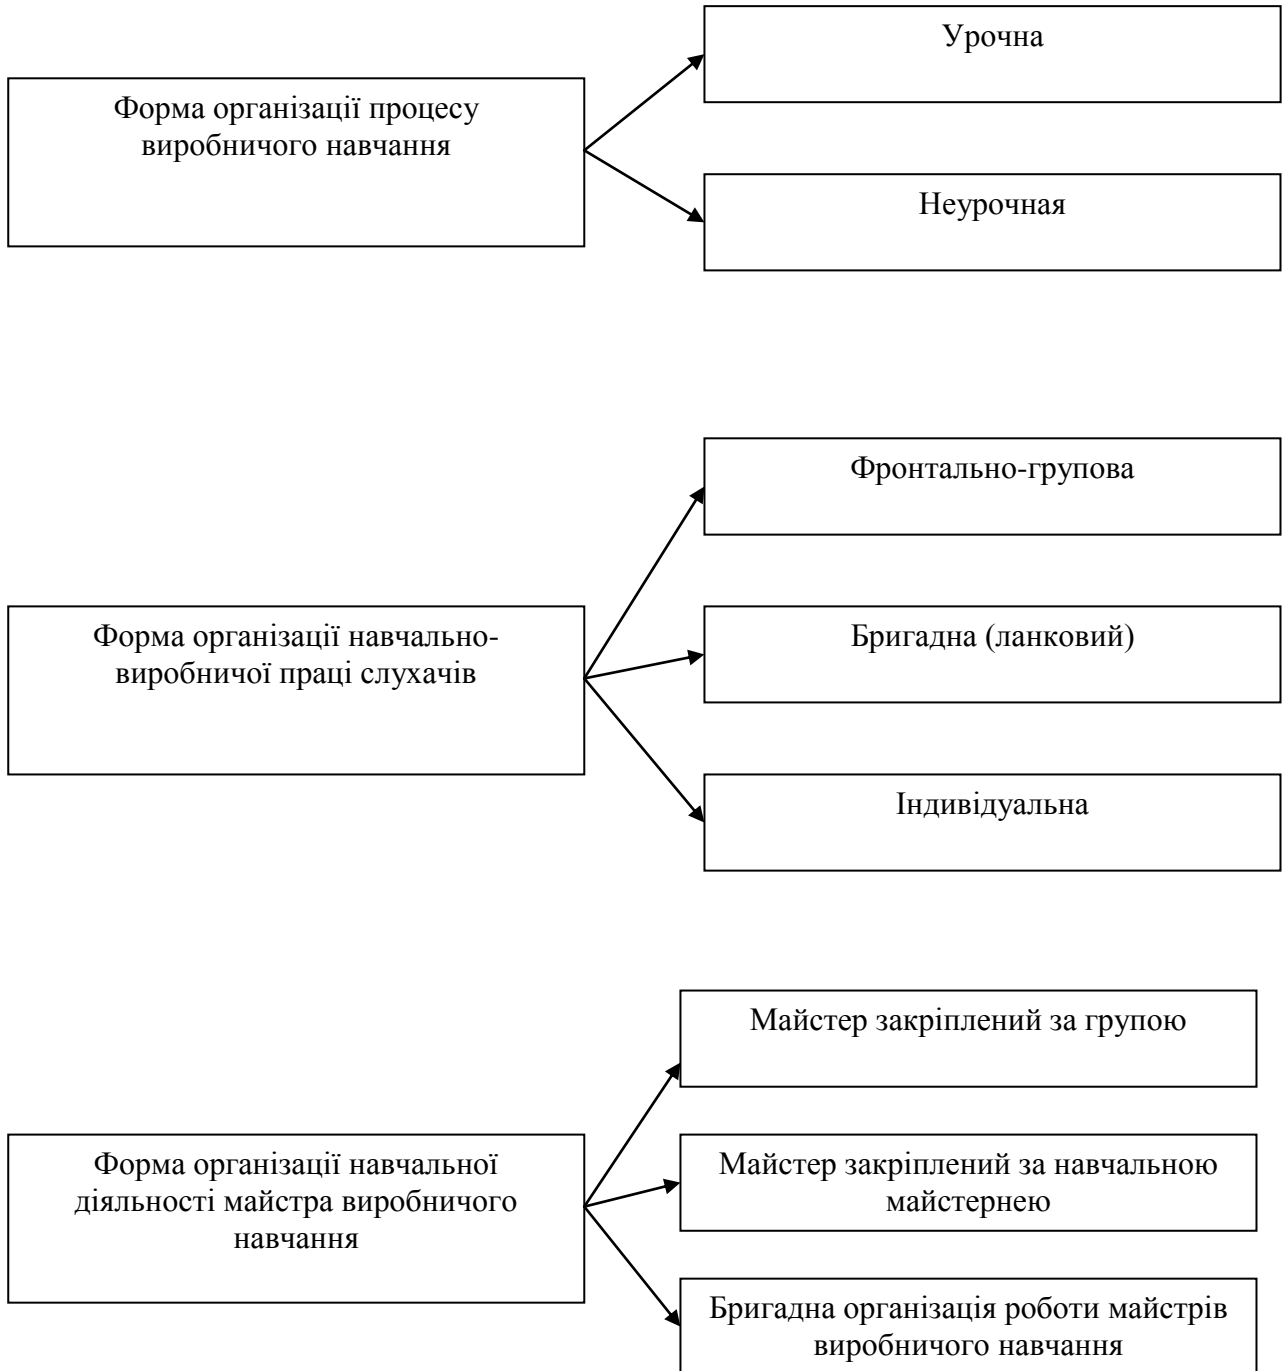 Форма організації процесу
виробничого навчання
Урочна
Неурочная
Форма організації навчально-
виробничої праці слухачів
Фронтально-групова
Бригадна (ланковий)
Індивідуальна
Форма організації навчальної
діяльності майстра виробничого
навчання
Майстер закріплений за групою
Майстер закріплений за навчальною
майстернею
Бригадна організація роботи майстрів
виробничого навчання